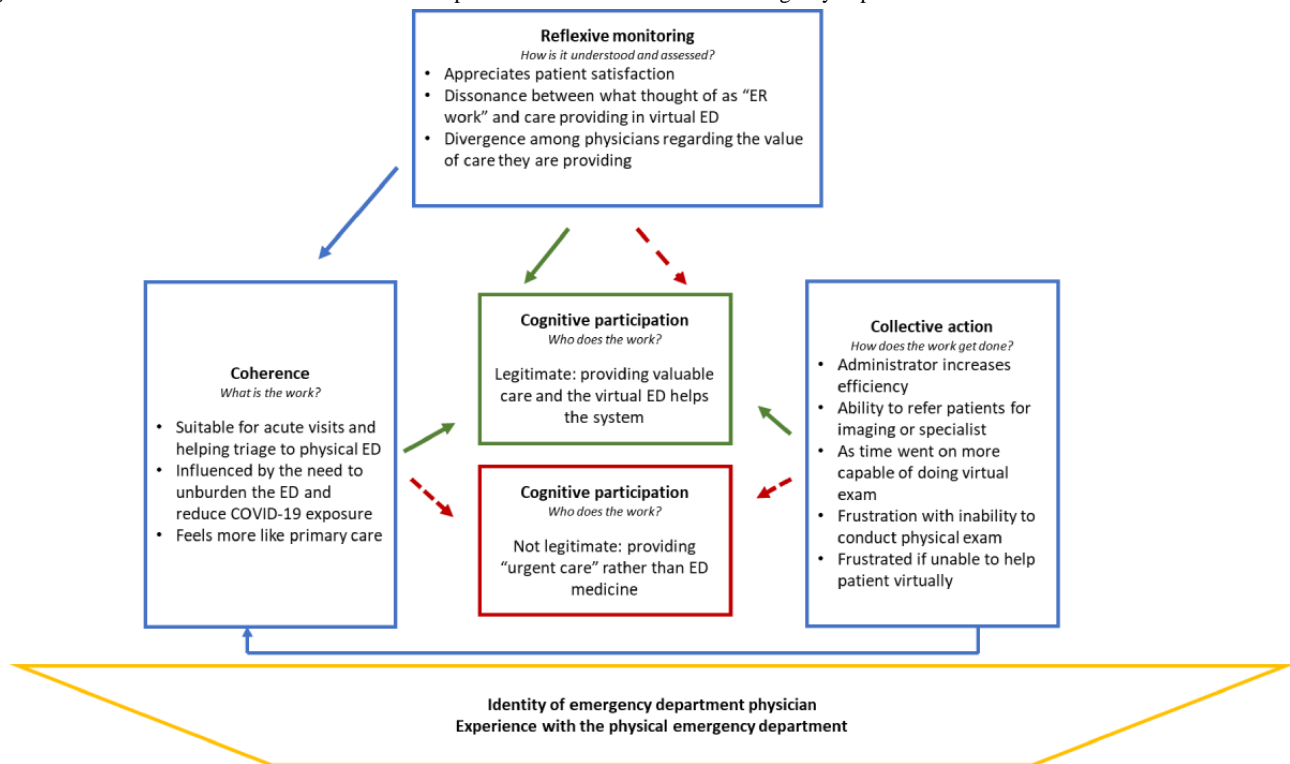 Reflexive monitoring
How is it understood and assessed?
• Appreciates patient satisfaction
• Dissonance between what thought of as “ER
work” and care providing in virtual ED
• Divergence among physicians regarding the value
of care they are providing
Coherence
What is the work?
• Suitable for acute visits and
helping triage to physical ED
• Influenced by the need to
unburden the ED and
reduce COVID-19 exposure
• Feels more like primary care
Cognitive participation
Who does the work?
Legitimate: providing valuable
care and the virtual ED helps
the system
Cognitive participation
Who does the work?
Not legitimate: providing
“urgent care” rather than ED
medicine
Collective action
How does the work get done?
• Administrator increases
efficiency
• Ability to refer patients for
imaging or specialist
• As time went on more
capable of doing virtual
exam
• Frustration with inability to
conduct physical exam
• Frustrated if unable to help
patient virtually
Identity of emergency department physician
Experience with the physical emergency department